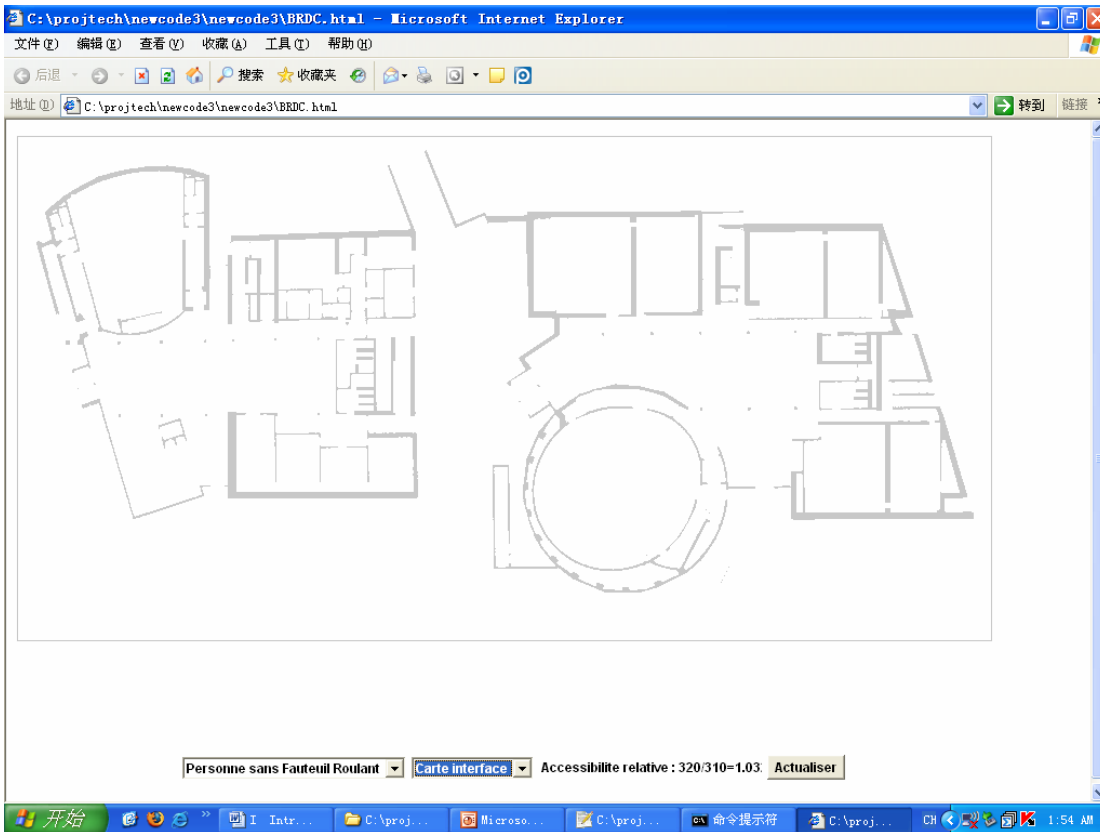 C:\projtech\newcode3\newcode3\BRDC.html - Microsoft Internet Explorer
文件(F) 编辑(E) 查看(V) 收藏(A) 工具(T) 帮助(H)
后退 搜索 收藏夹
地址(D) C:\projtech\newcode3\newcode3\BRDC.html 转到 链接
Personne sans Fauteuil Roulant Carte interface Accessibilite relative : 320/310=1.03 Actualiser
开始 I Intr... C:\proj... Microso... C:\proj... 命令提示符 C:\proj... CH 1:54 AM